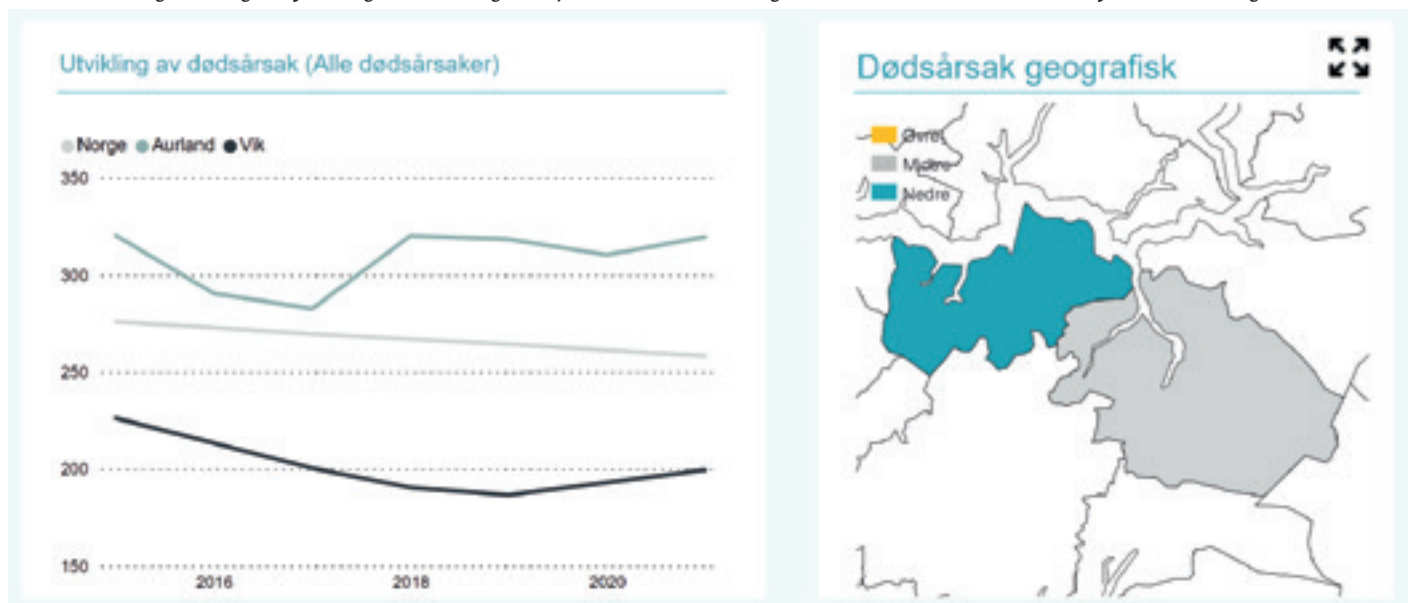 Utvikling av dødsårsak (Alle dødsårsaker)
Norge Aurland Vik
350
300
250
200
150
2016
2018
2020
Dødsårsak geografisk
Øvre
Midtre
Nedre